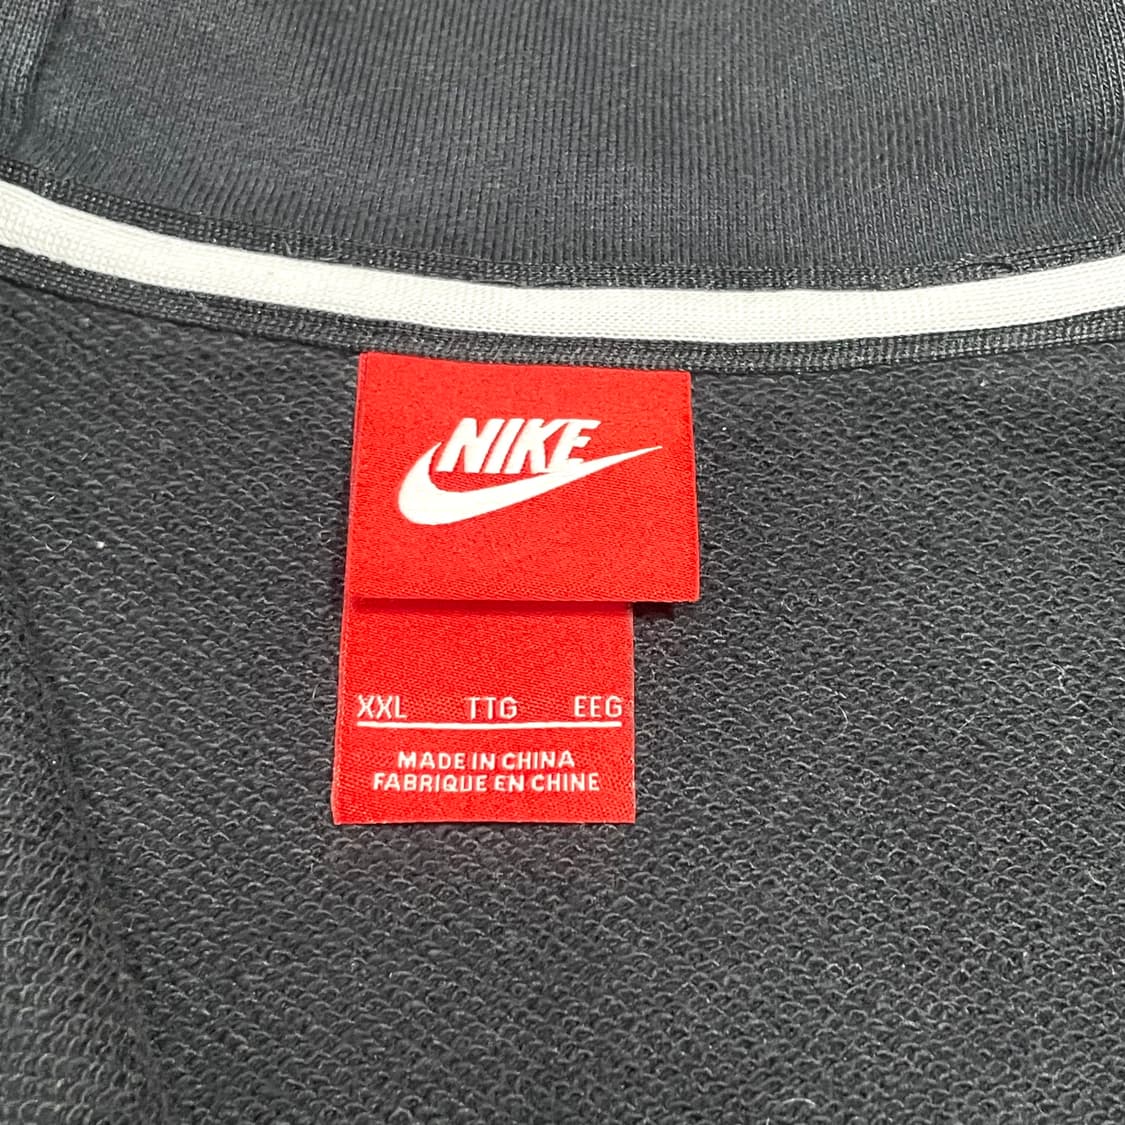 NIKE
XXL TTG EEG
MADE IN CHINA
FABRIQUE EN CHINE